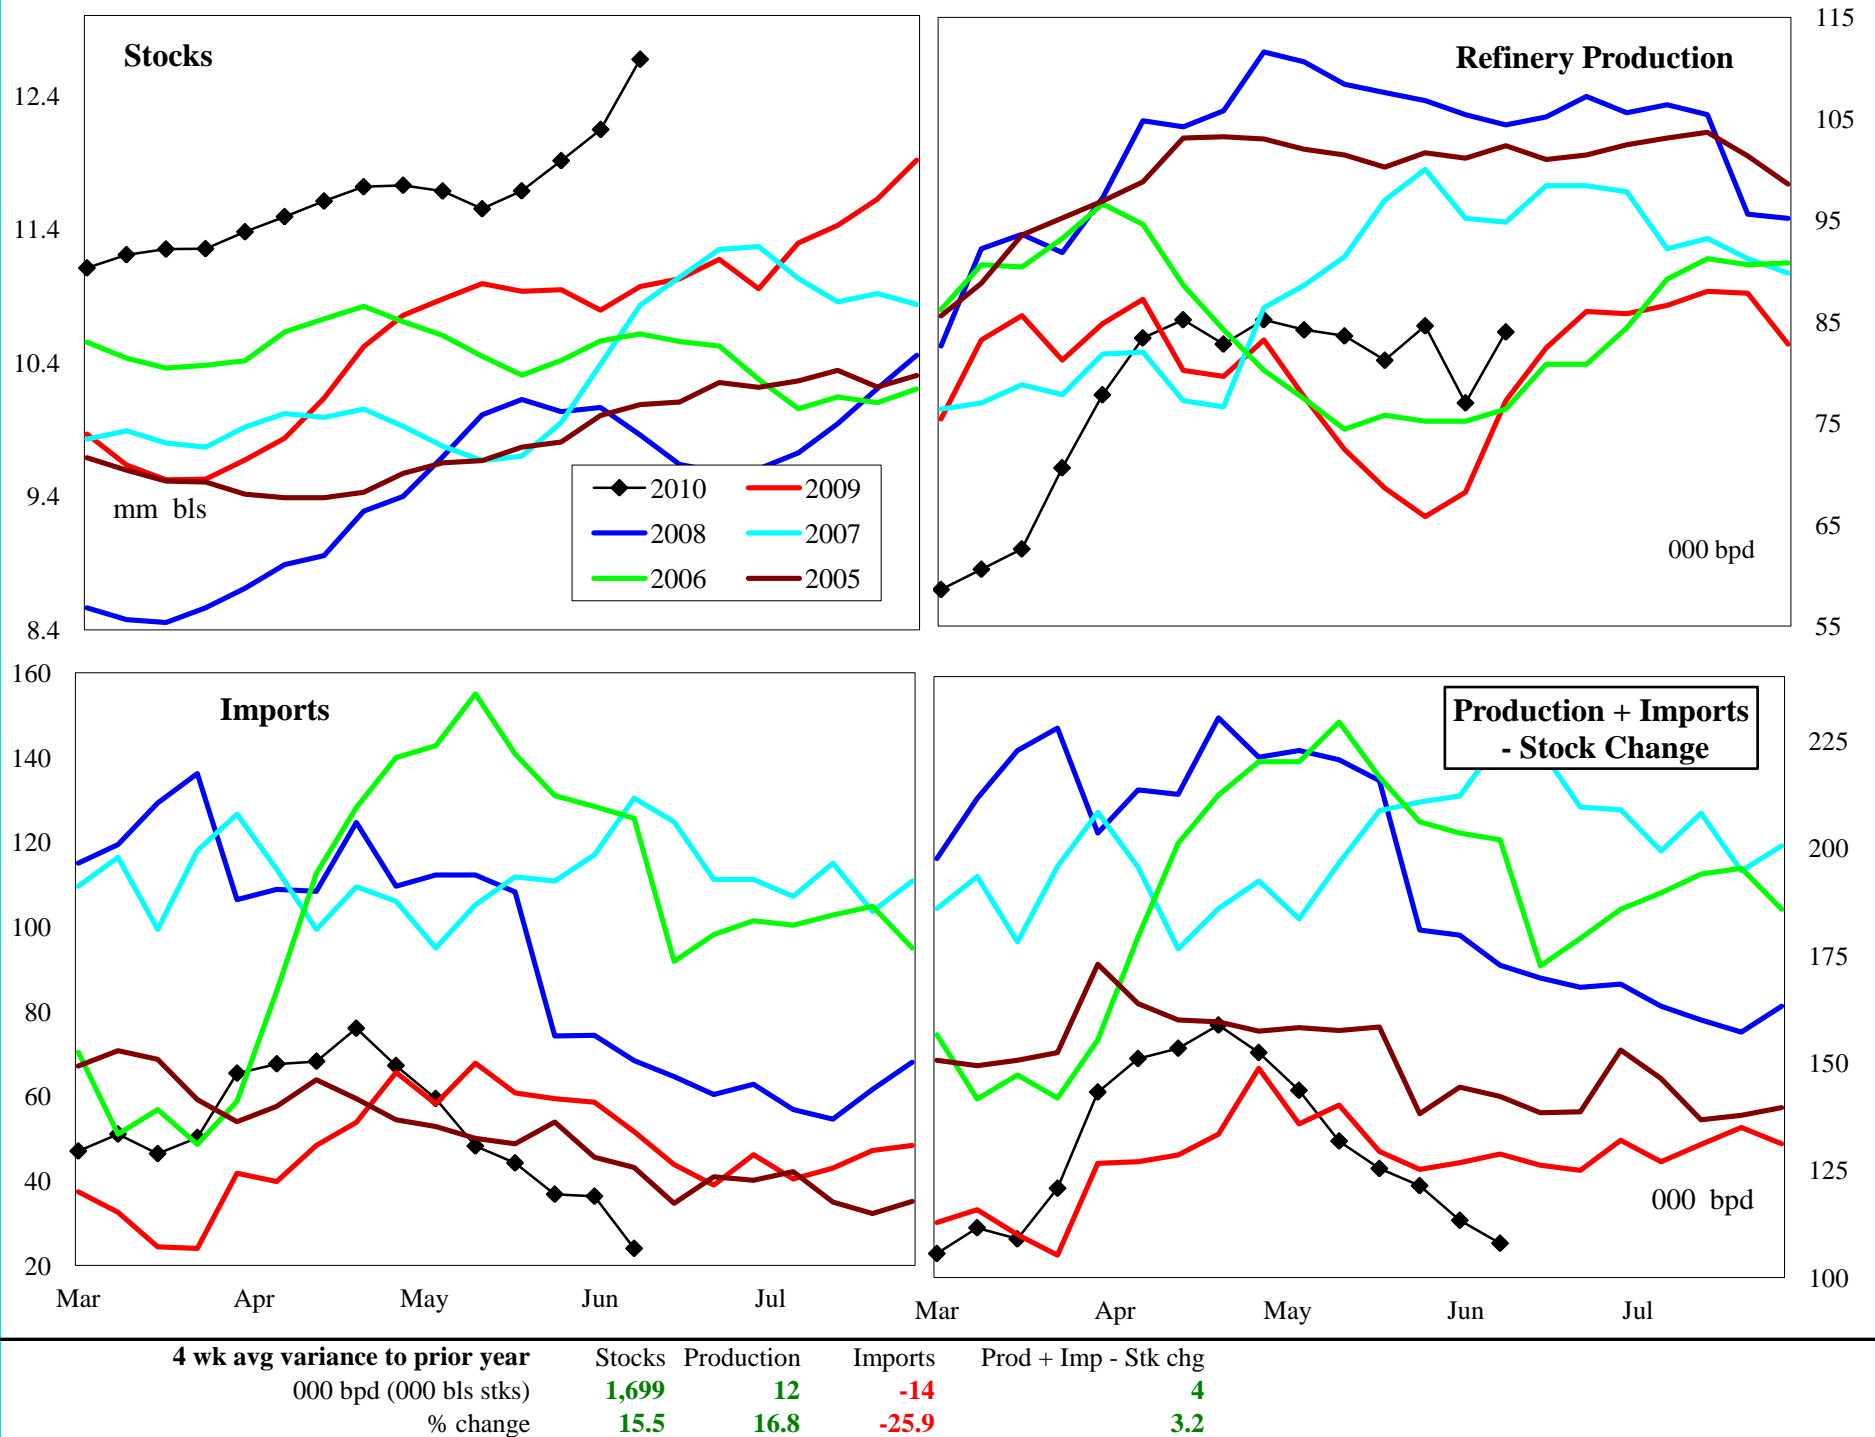 Stocks
12.4
11.4
10.4
9.4
8.4
mm bls
2010
2009
2008
2007
2006
2005
Refinery Production
115
105
95
85
75
65
55
000 bpd
Imports
160
140
120
100
80
60
40
20
Mar
Apr
May
Jun
Jul
Production + Imports
- Stock Change
225
200
175
150
125
100
000 bpd
Mar
Apr
May
Jun
Jul
4 wk avg variance to prior year Stocks Production Imports Prod + Imp - Stk chg
000 bpd (000 bls stks) 1,699 12 -14 4
% change 15.5 16.8 -25.9 3.2